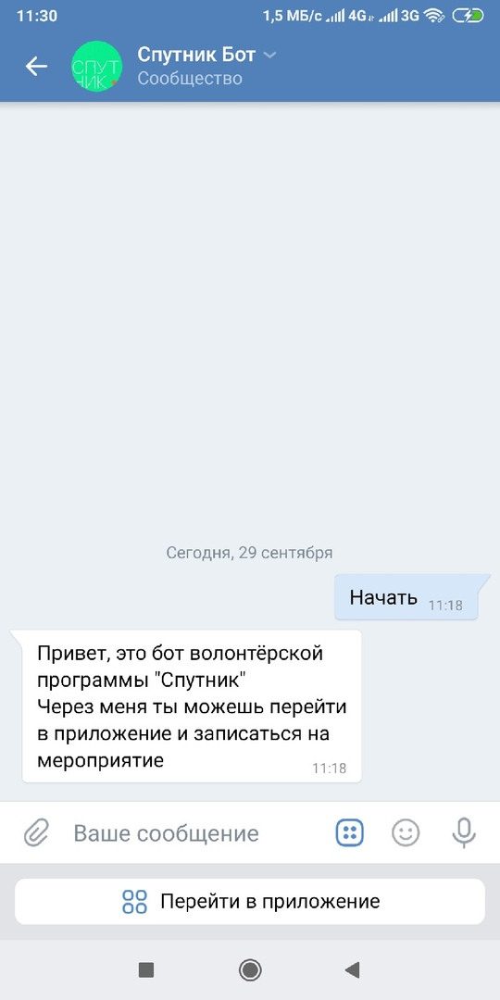 11:30
1,5 МБ/с 4G 3G
СПУТ
НИК
Спутник Бот
Сообщество
Сегодня, 29 сентября
Начать 11:18
Привет, это бот волонтёрской
программы "Спутник"
Через меня ты можешь перейти
в приложение и записаться на
мероприятие
11:18
Ваше сообщение
Перейти в приложение